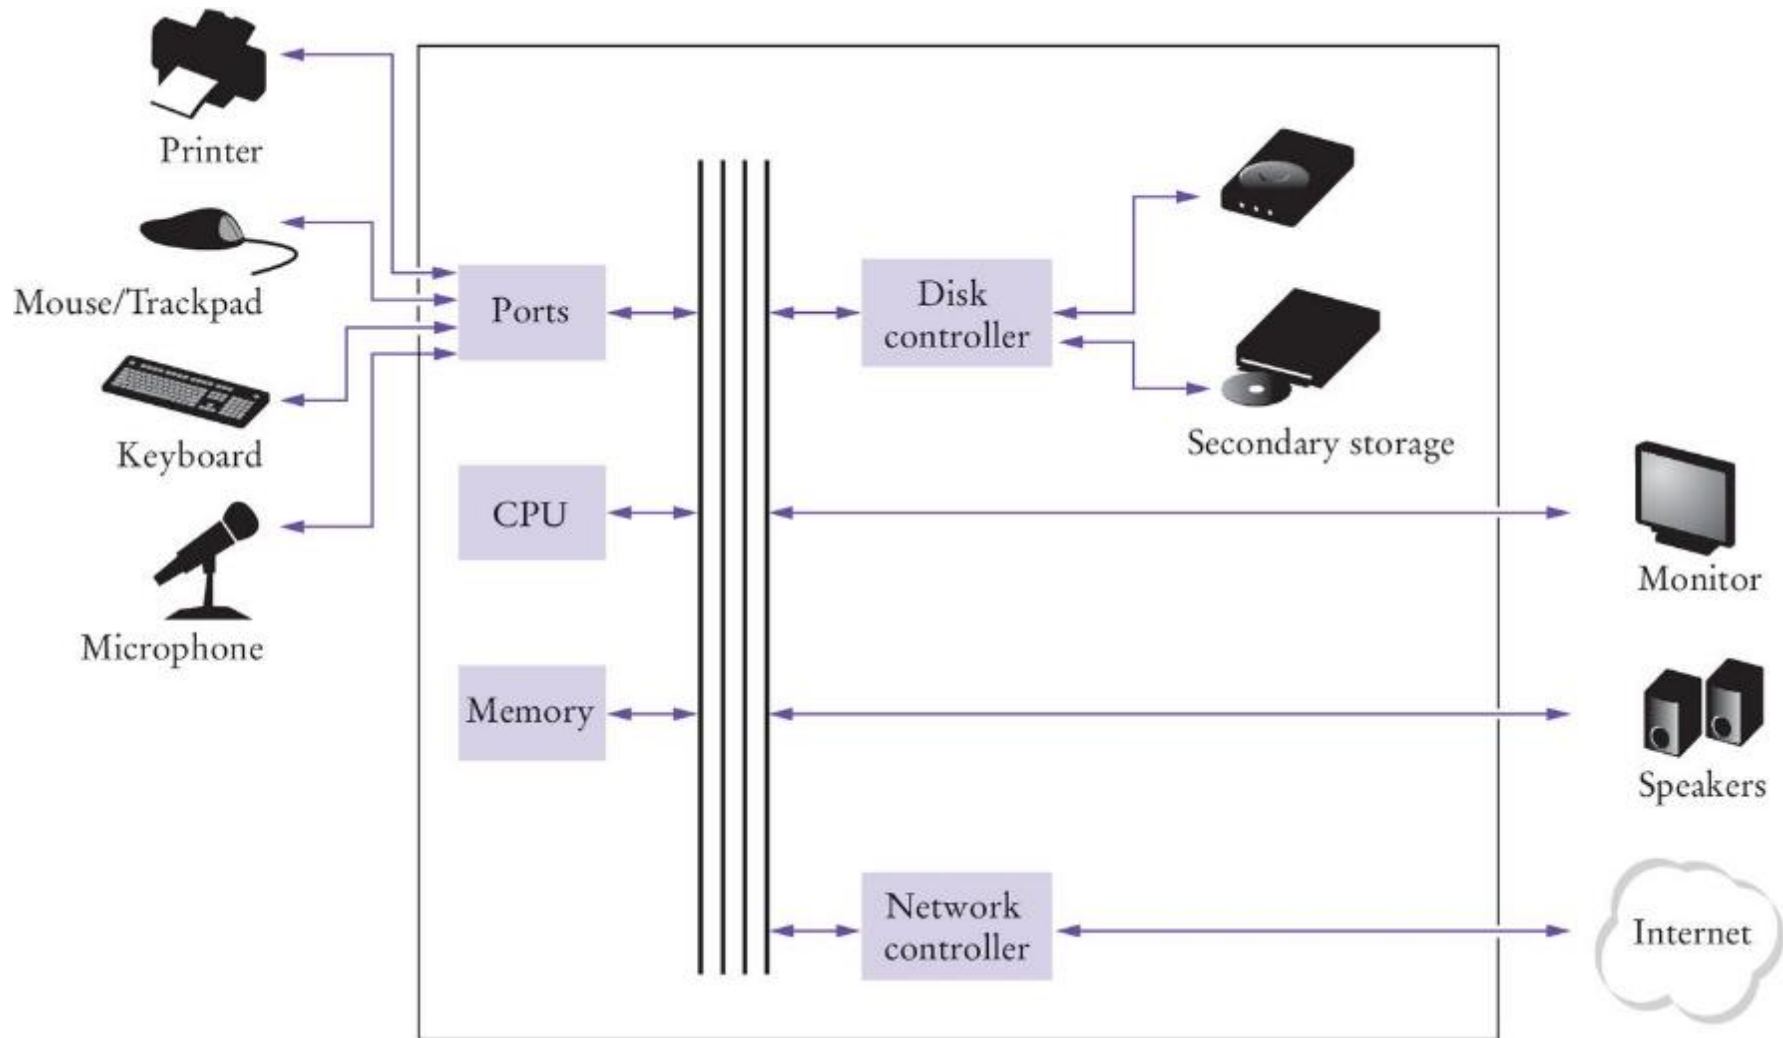 Printer
Mouse/Trackpad
Keyboard
Microphone
Ports
CPU
Memory
Disk
controller
Secondary storage
Network
controller
Monitor
Speakers
Internet